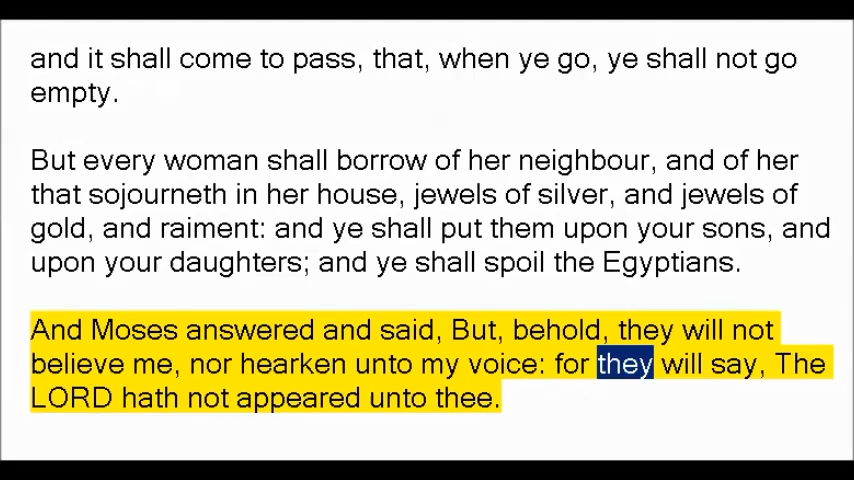 and it shall come to pass, that, when ye go, ye shall not go
empty.
But every woman shall borrow of her neighbour, and of her
that sojourneth in her house, jewels of silver, and jewels of
gold, and raiment: and ye shall put them upon your sons, and
upon your daughters; and ye shall spoil the Egyptians.
And Moses answered and said, But, behold, they will not
believe me, nor hearken unto my voice: for they will say, The
LORD hath not appeared unto thee.